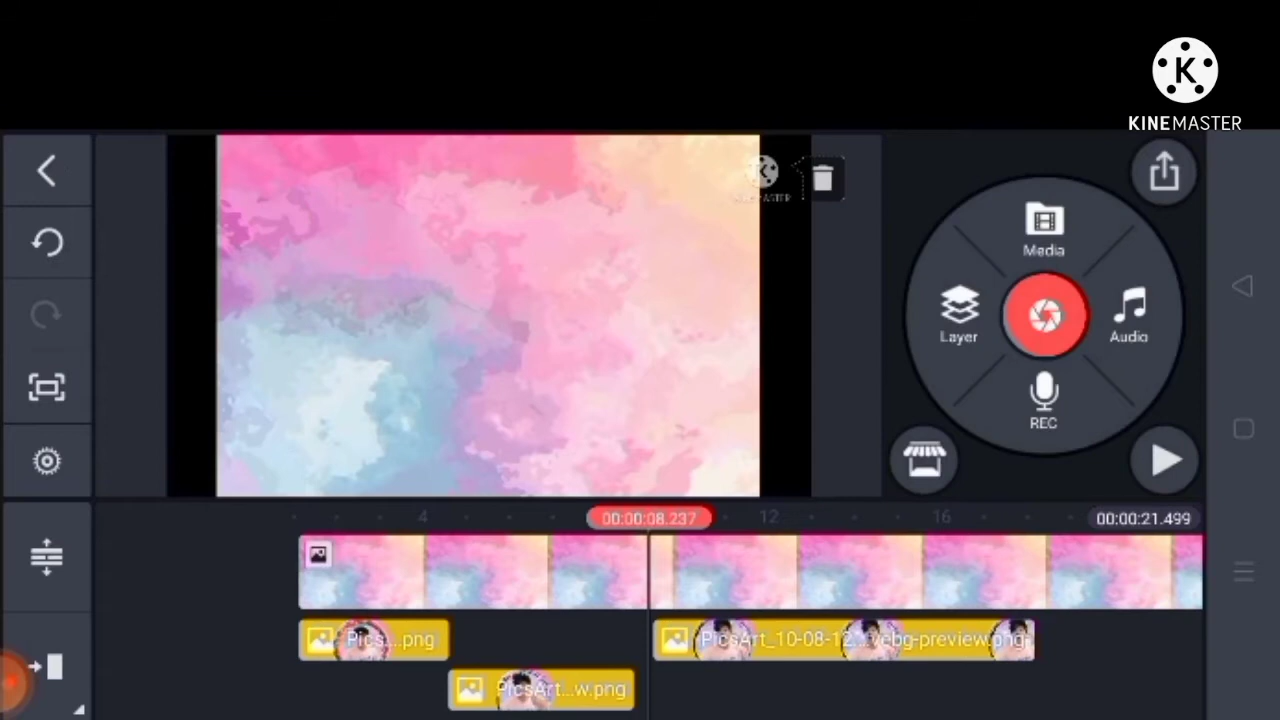 KINEMASTER
Media
Layer
Audio
REC
4
00:00:08.237
12
16
00:00:21.499
Pics....png
PicsArt_10-08-12...vebg-preview.png
PicsArt...w.png